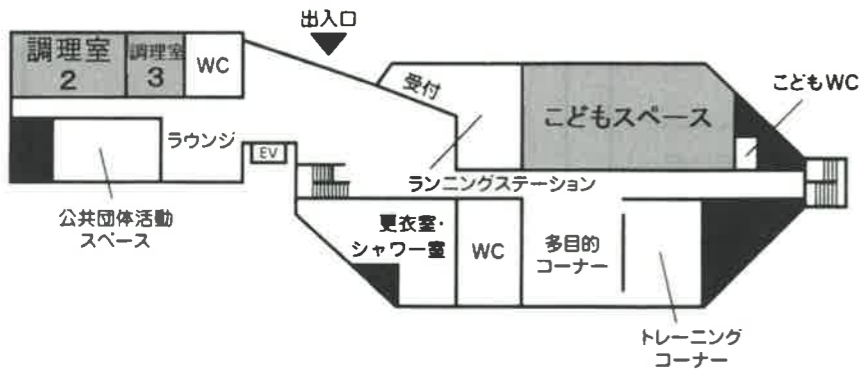 出入口
調理室
2
調理室
3
WC
受付
こどもスペース
こどもWC
ラウンジ
EV
ランニングステーション
公共団体活動
スペース
更衣室・
シャワー室
WC
多目的
コーナー
トレーニング
コーナー